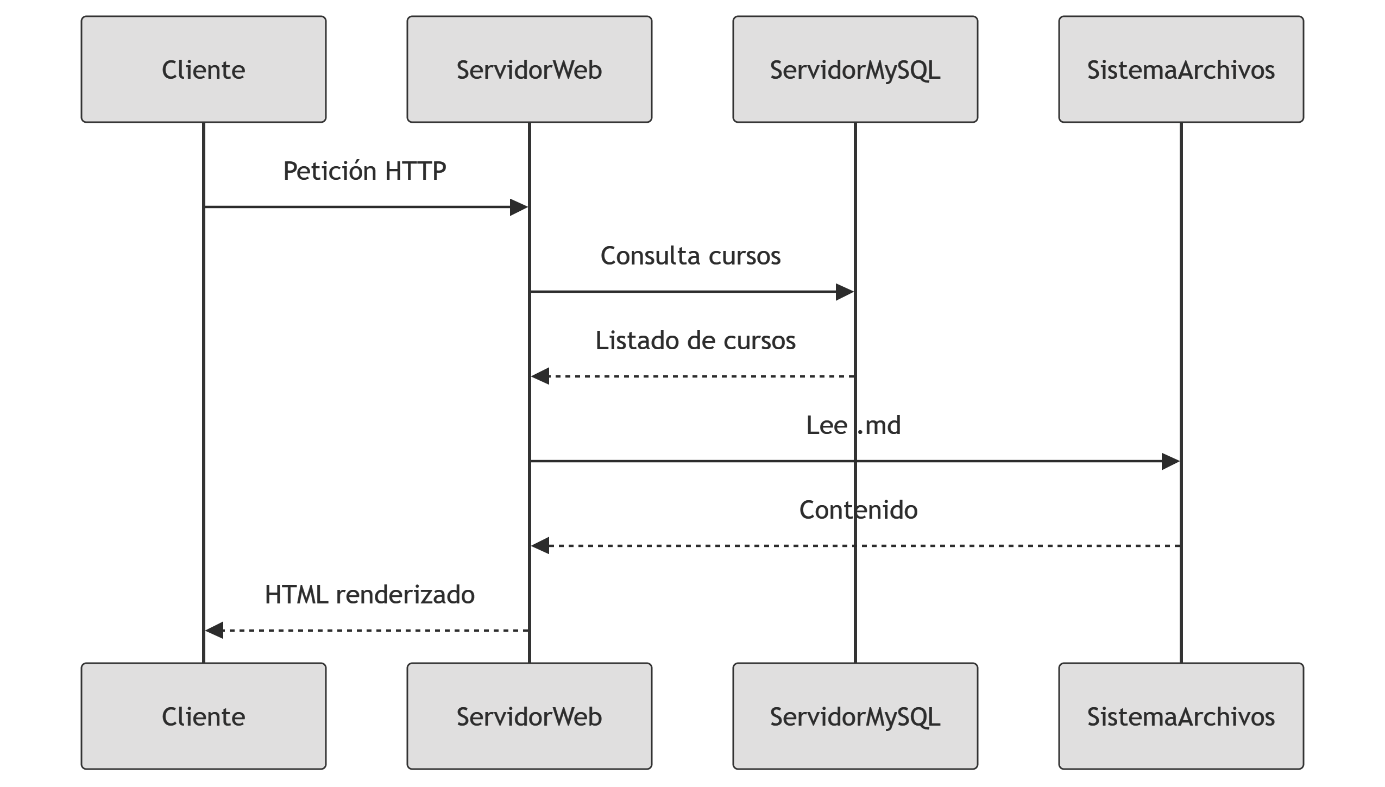 Cliente
ServidorWeb
ServidorMySQL
SistemaArchivos
Petición HTTP
Consulta cursos
Listado de cursos
Lee .md
Contenido
HTML renderizado
Cliente
ServidorWeb
ServidorMySQL
SistemaArchivos